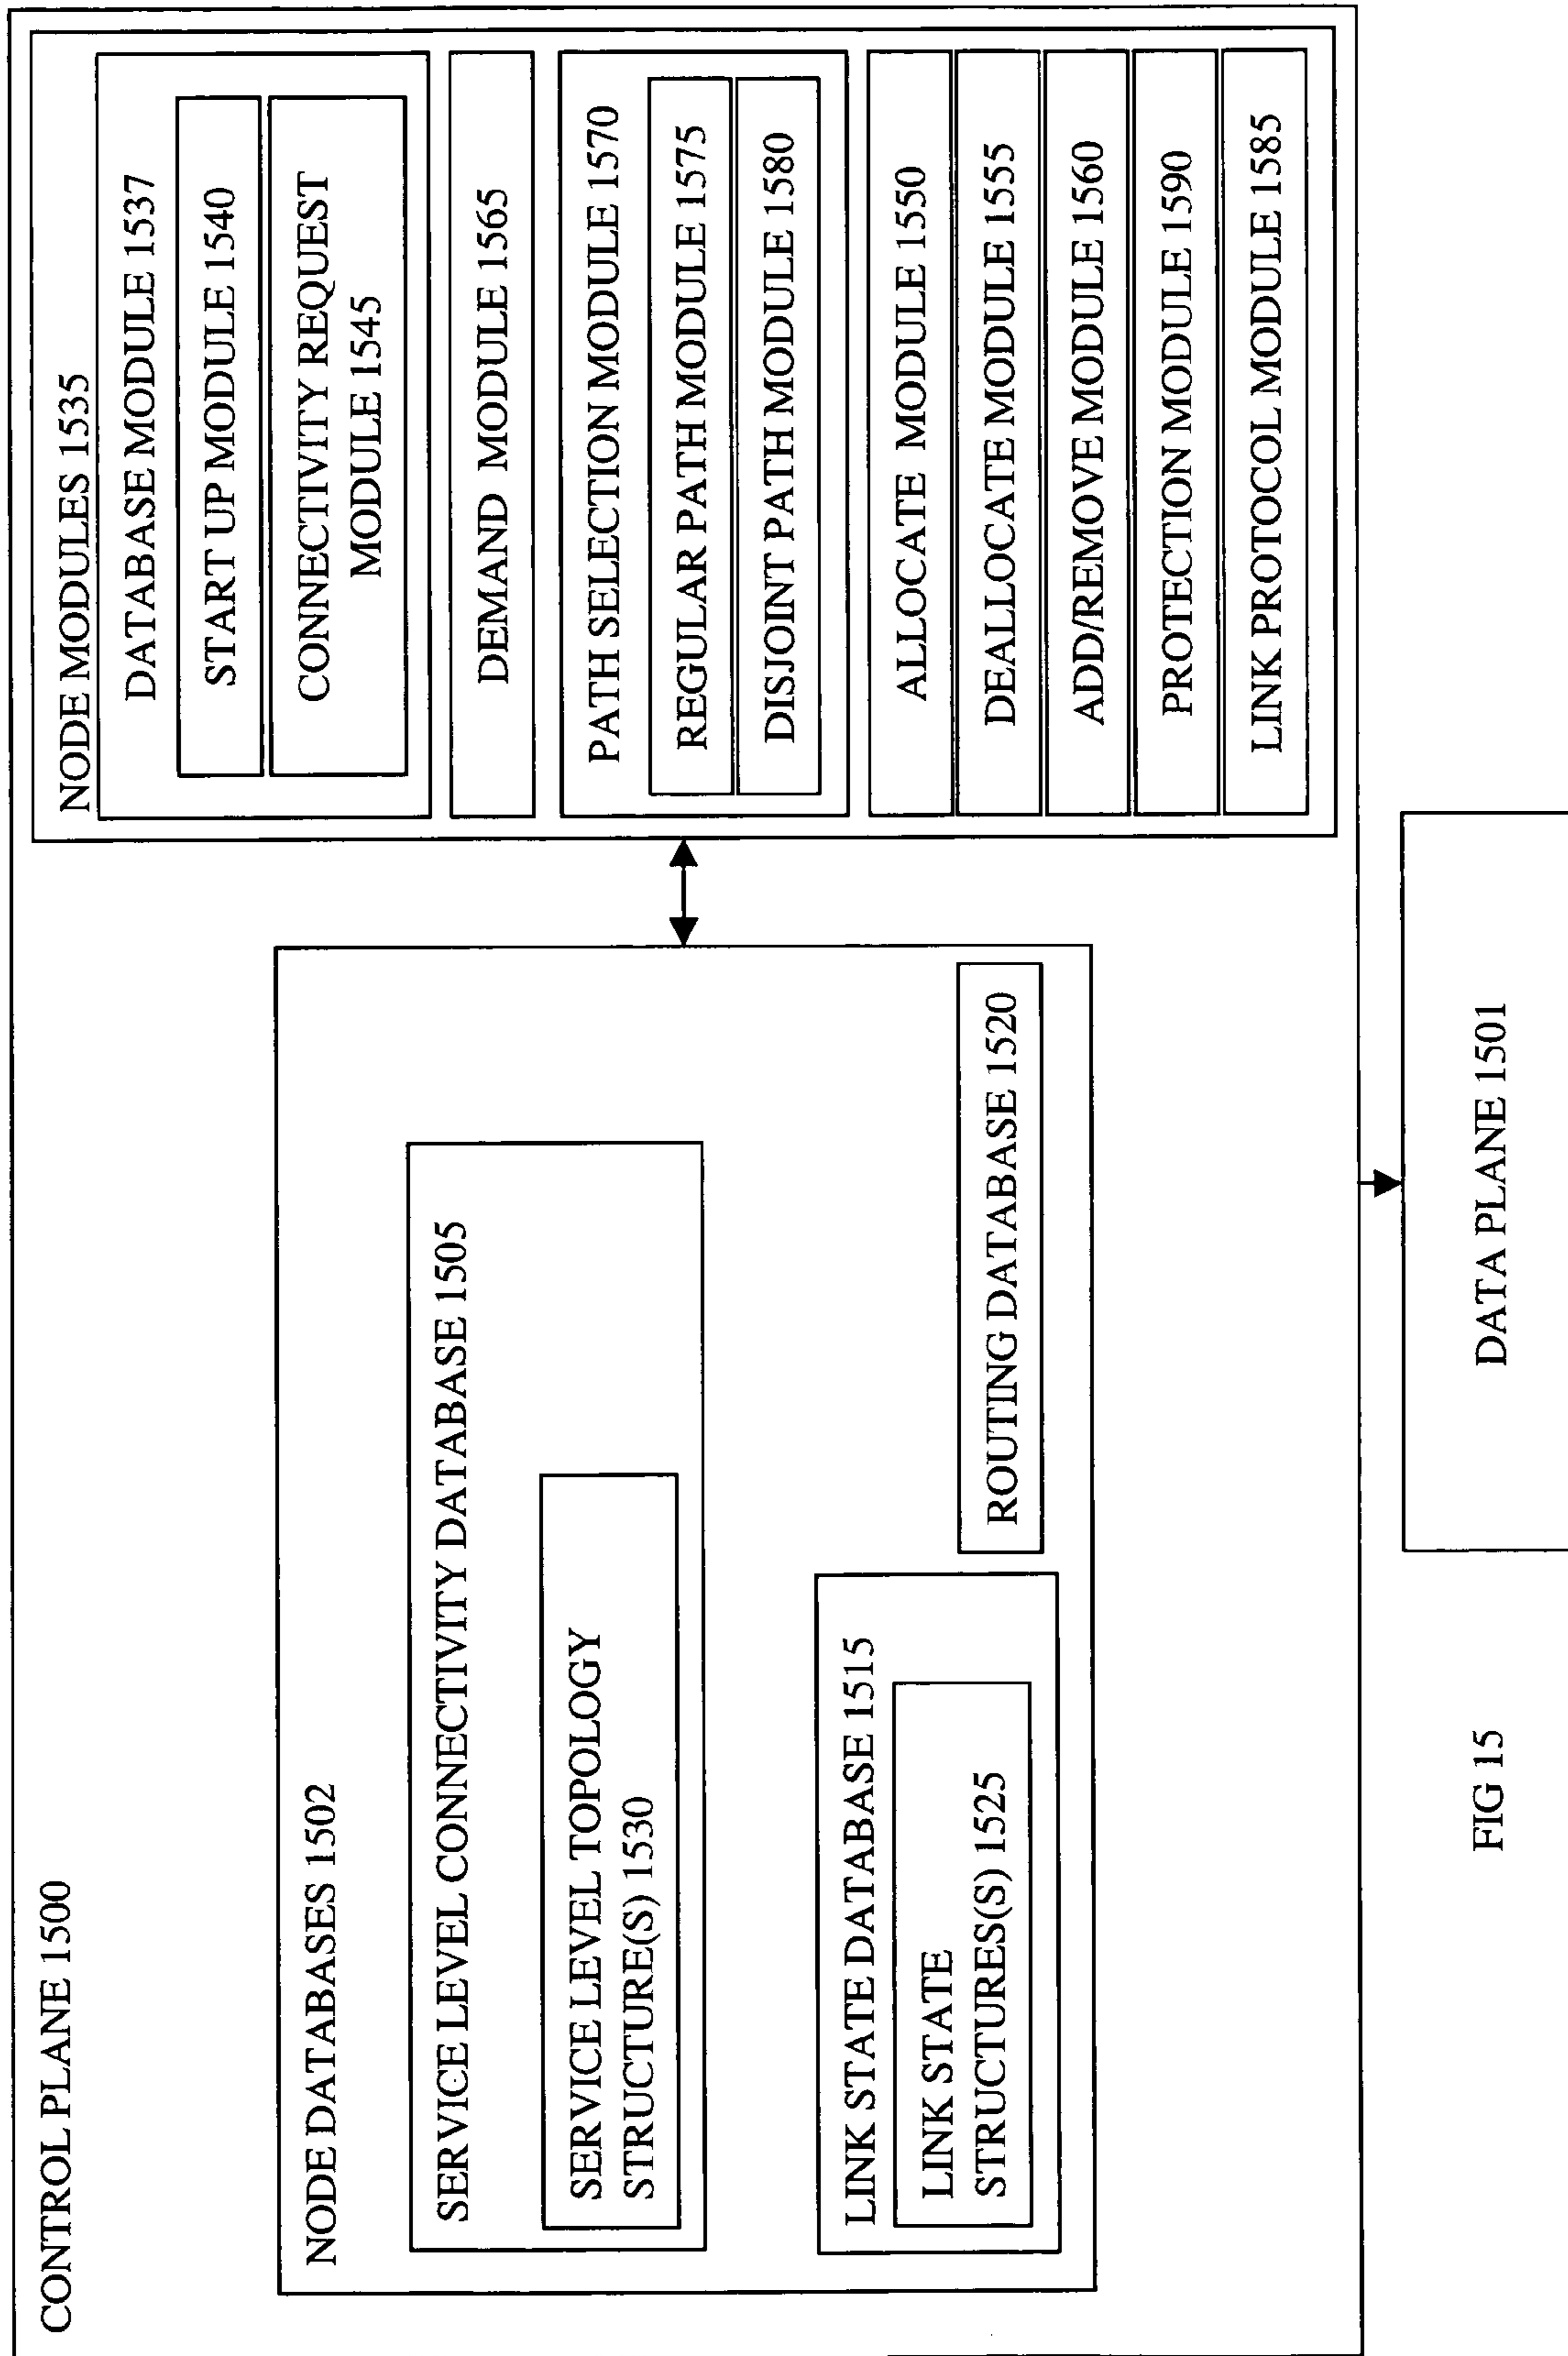 CONTROL PLANE 1500
NODE DATABASES 1502
SERVICE LEVEL CONNECTIVITY DATABASE 1505
SERVICE LEVEL TOPOLOGY
STRUCTURE(S) 1530
LINK STATE DATABASE 1515
LINK STATE
STRUCTURES(S) 1525
ROUTING DATABASE 1520
NODE MODULES 1535
DATABASE MODULE 1537
START UP MODULE 1540
CONNECTIVITY REQUEST
MODULE 1545
DEMAND MODULE 1565
PATH SELECTION MODULE 1570
REGULAR PATH MODULE 1575
DISJOINT PATH MODULE 1580
ALLOCATE MODULE 1550
DEALLOCATE MODULE 1555
ADD/REMOVE MODULE 1560
PROTECTION MODULE 1590
LINK PROTOCOL MODULE 1585
DATA PLANE 1501
FIG 15